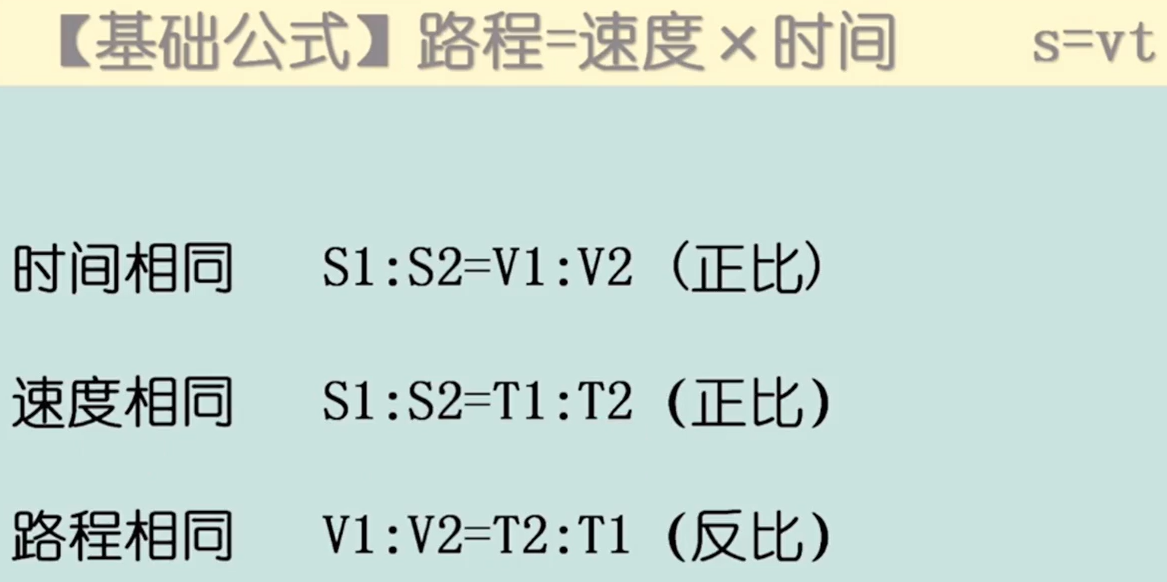 【基础公式】路程=速度×时间 s=vt
时间相同 S1:S2=V1:V2（正比）
速度相同 S1:S2=T1:T2（正比）
路程相同 V1:V2=T2:T1（反比）